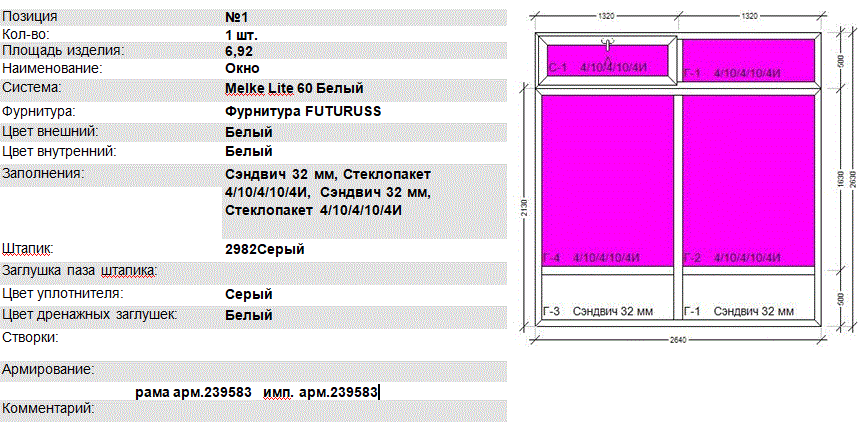 Позиция №1
Кол-во: 1 шт.
Площадь изделия: 6,92
Наименование: Окно
Система: Melke Lite 60 Белый
Фурнитура: Фурнитура FUTURUSS
Цвет внешний: Белый
Цвет внутренний: Белый
Заполнения: Сэндвич 32 мм, Стеклопакет
4/10/4/10/4И, Сэндвич 32 мм,
Стеклопакет 4/10/4/10/4И
Штапик: 2982Серый
Заглушка паза штапика:
Цвет уплотнителя: Серый
Цвет дренажных заглушек: Белый
Створки:
Армирование:
рама арм.239583 имп. арм.239583
Комментарий:
1320 1320
С-1 4/10/4/10/4И
Г-1 4/10/4/10/4И
500
2130
1630
2630
Г-4 4/10/4/10/4И
Г-2 4/10/4/10/4И
500
Г-3 Сэндвич 32 мм
Г-1 Сэндвич 32 мм
2640